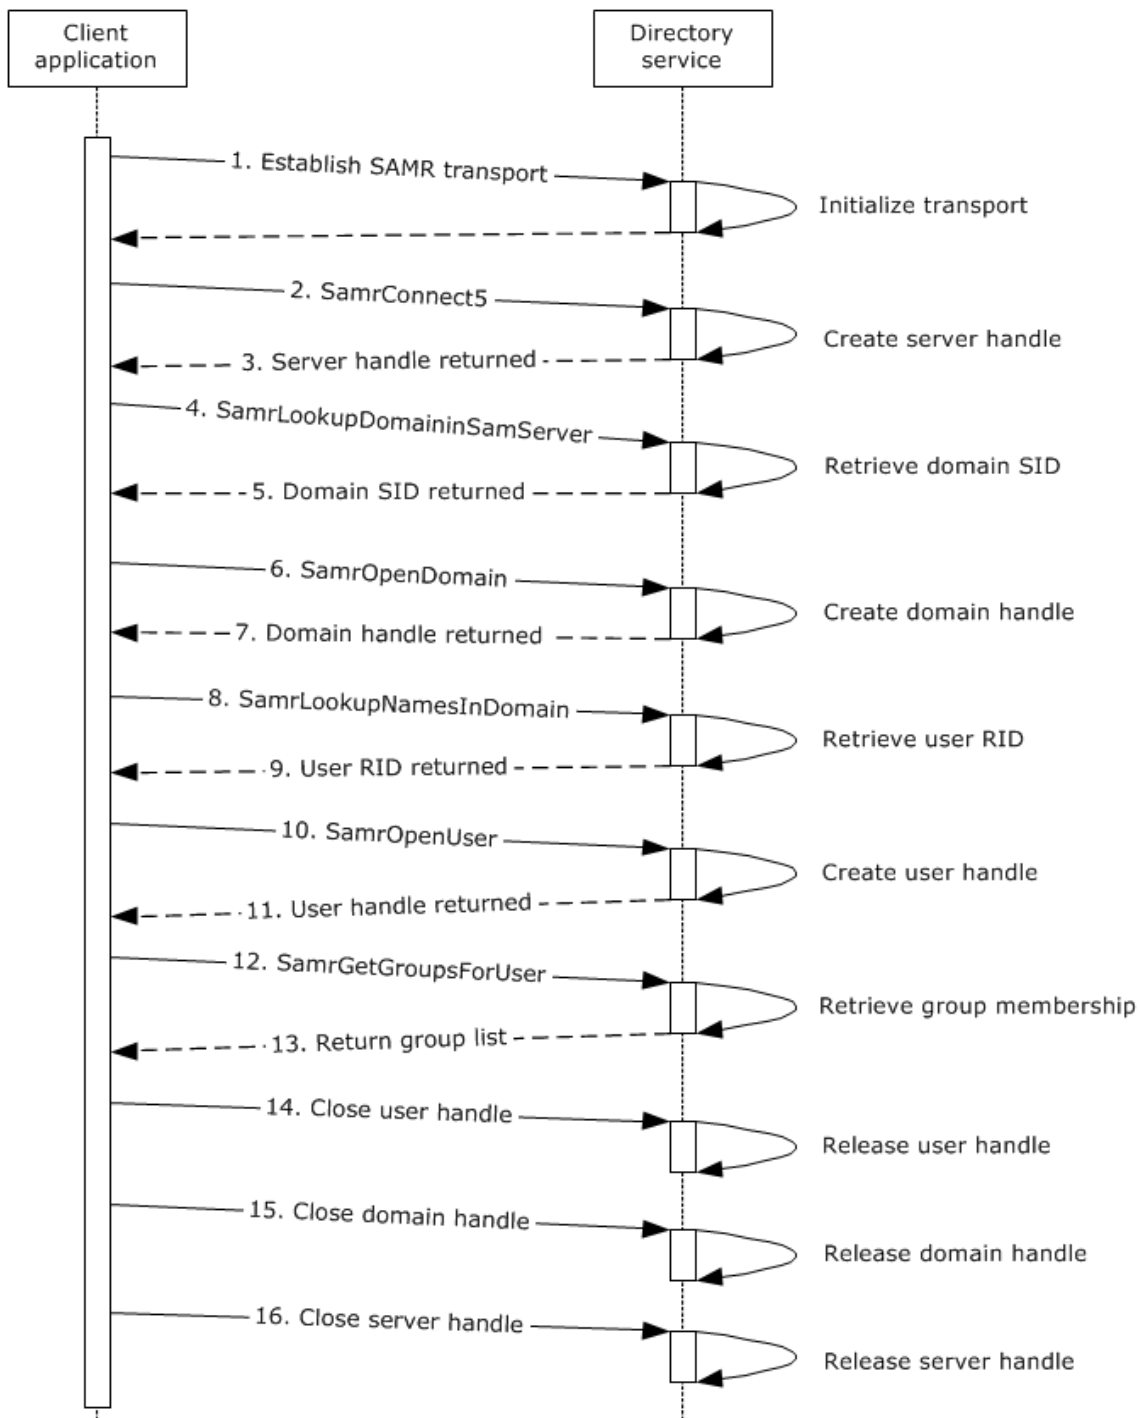 Client
application
Directory
service
1. Establish SAMR transport
Initialize transport
2. SamrConnect5
Create server handle
3. Server handle returned
4. SamrLookupDomaininSamServer
Retrieve domain SID
5. Domain SID returned
6. SamrOpenDomain
Create domain handle
7. Domain handle returned
8. SamrLookupNamesInDomain
Retrieve user RID
9. User RID returned
10. SamrOpenUser
Create user handle
11. User handle returned
12. SamrGetGroupsForUser
Retrieve group membership
13. Return group list
14. Close user handle
Release user handle
15. Close domain handle
Release domain handle
16. Close server handle
Release server handle